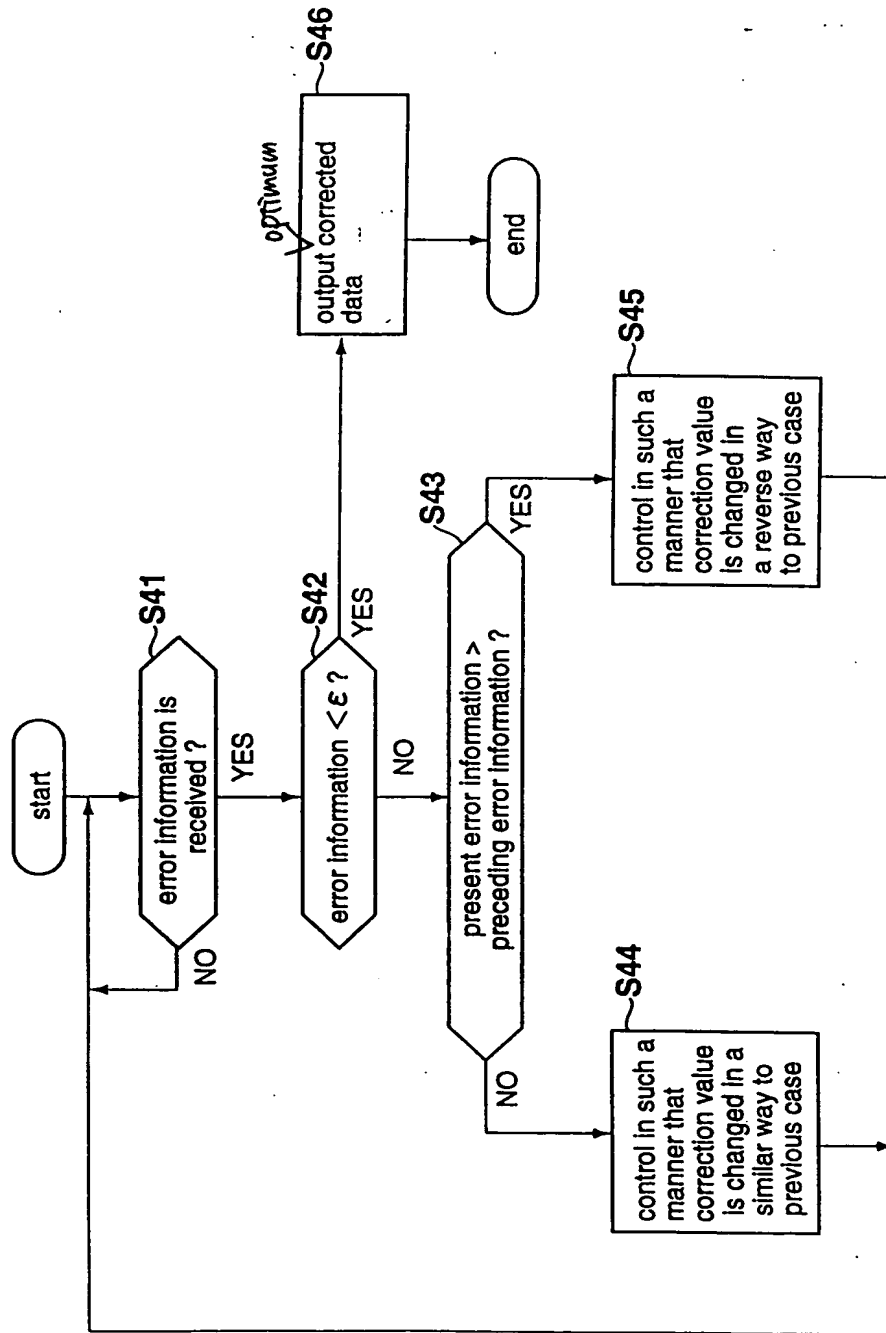 start
S41
error information is
received ?
NO
YES
S42
error information < ε ?
YES
NO
optimum
S46
output corrected
data
end
S43
present error information >
preceding error information ?
NO
YES
S44
control in such a
manner that
correction value
is changed in a
similar way to
previous case
S45
control in such a
manner that
correction value
is changed in
a reverse way
to previous case